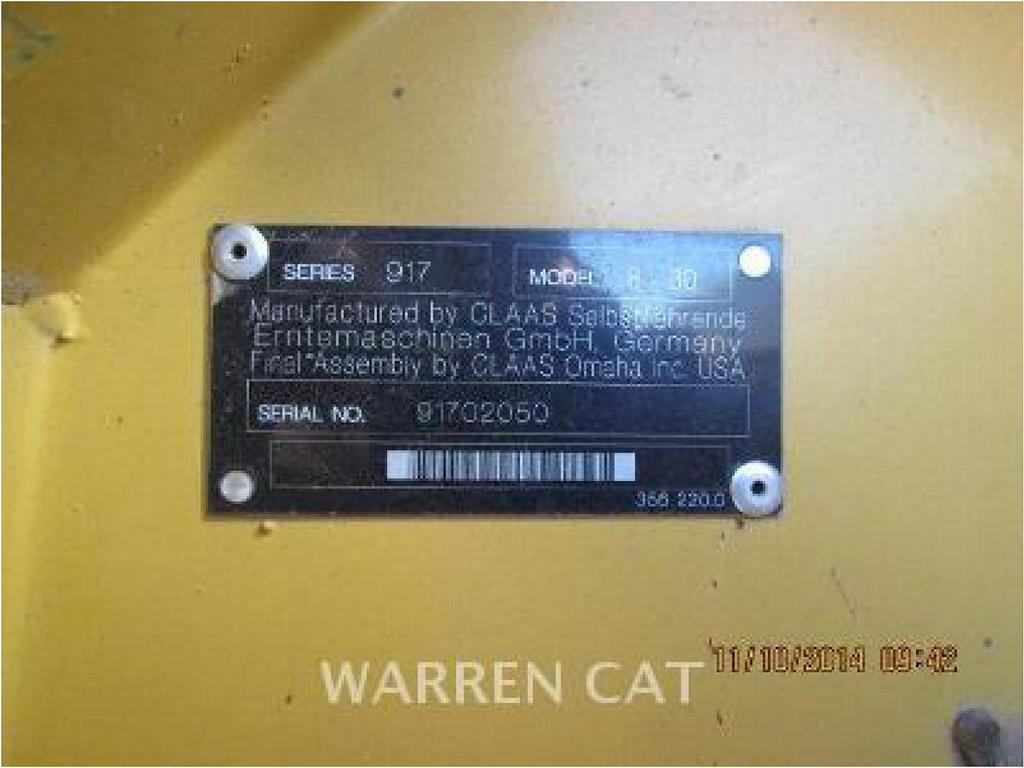 SERIES 917 MODEL 8 30
Manufactured by CLAAS Selbstfahrende
Erntemaschinen GmbH, Germany
Final Assembly by CLAAS Omaha Inc USA
SERIAL NO. 91702050
356 220.0
11/10/2014 09:42
WARREN CAT